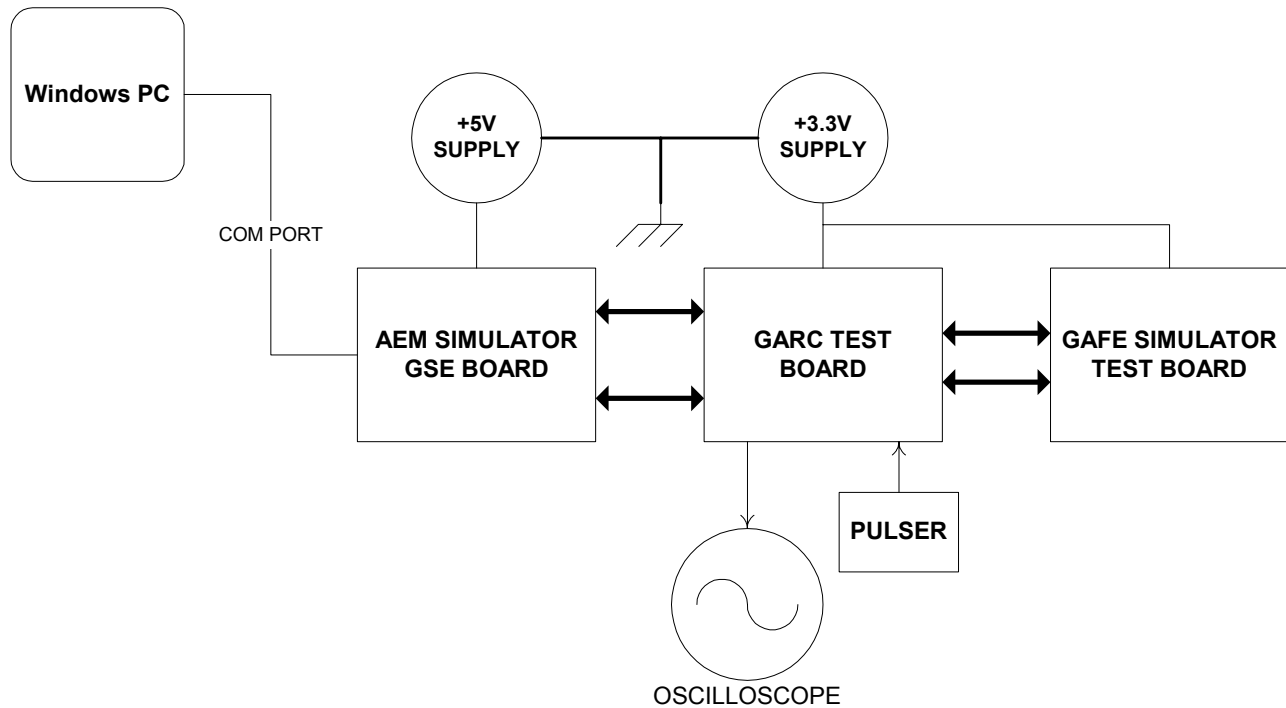 Windows PC
+5V
SUPPLY
+3.3V
SUPPLY
COM PORT
AEM SIMULATOR
GSE BOARD
GARC TEST
BOARD
GAFE SIMULATOR
TEST BOARD
PULSER
OSCILLOSCOPE